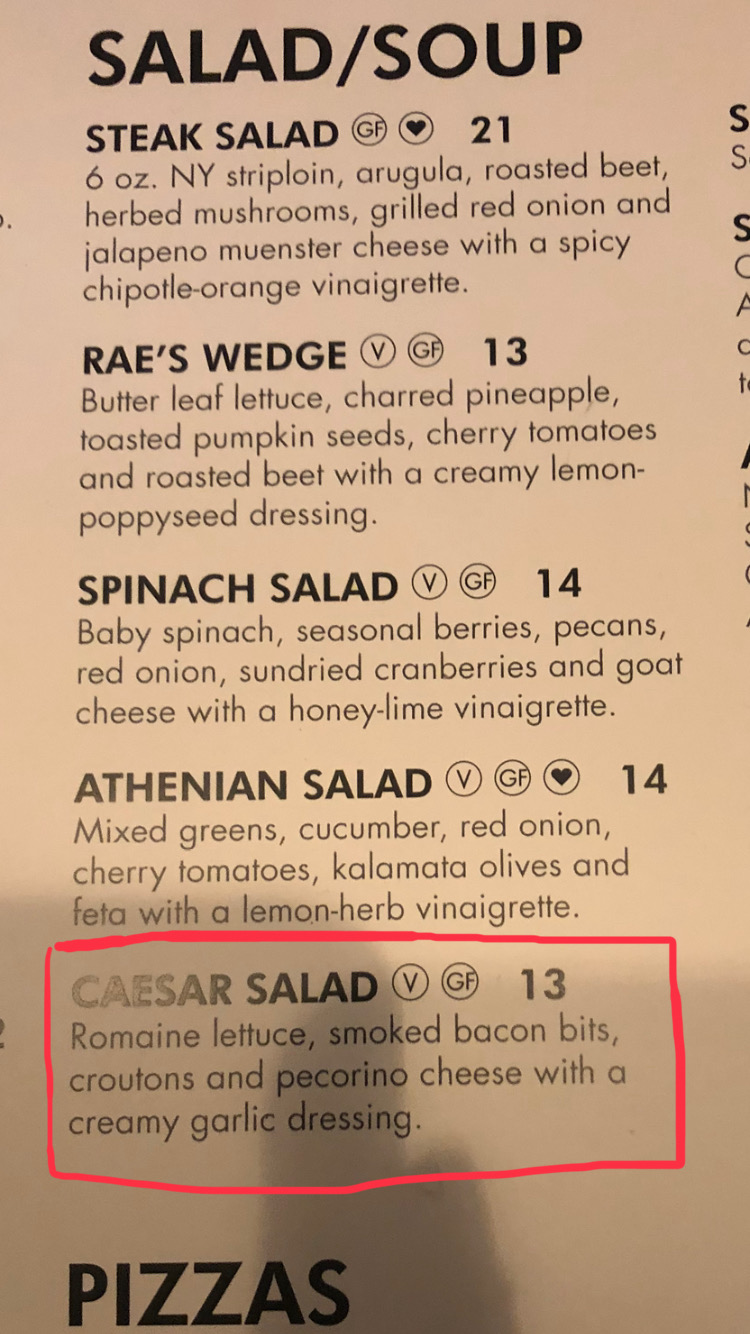 SALAD/SOUP
STEAK SALAD GF ♥ 21
6 oz. NY striploin, arugula, roasted beet,
herbed mushrooms, grilled red onion and
jalapeno muenster cheese with a spicy
chipotle-orange vinaigrette.
RAE'S WEDGE V GF 13
Butter leaf lettuce, charred pineapple,
toasted pumpkin seeds, cherry tomatoes
and roasted beet with a creamy lemon-
poppyseed dressing.
SPINACH SALAD V GF 14
Baby spinach, seasonal berries, pecans,
red onion, sundried cranberries and goat
cheese with a honey-lime vinaigrette.
ATHENIAN SALAD V GF ♥ 14
Mixed greens, cucumber, red onion,
cherry tomatoes, kalamata olives and
feta with a lemon-herb vinaigrette.
CAESAR SALAD V GF 13
Romaine lettuce, smoked bacon bits,
croutons and pecorino cheese with a
creamy garlic dressing.
PIZZAS